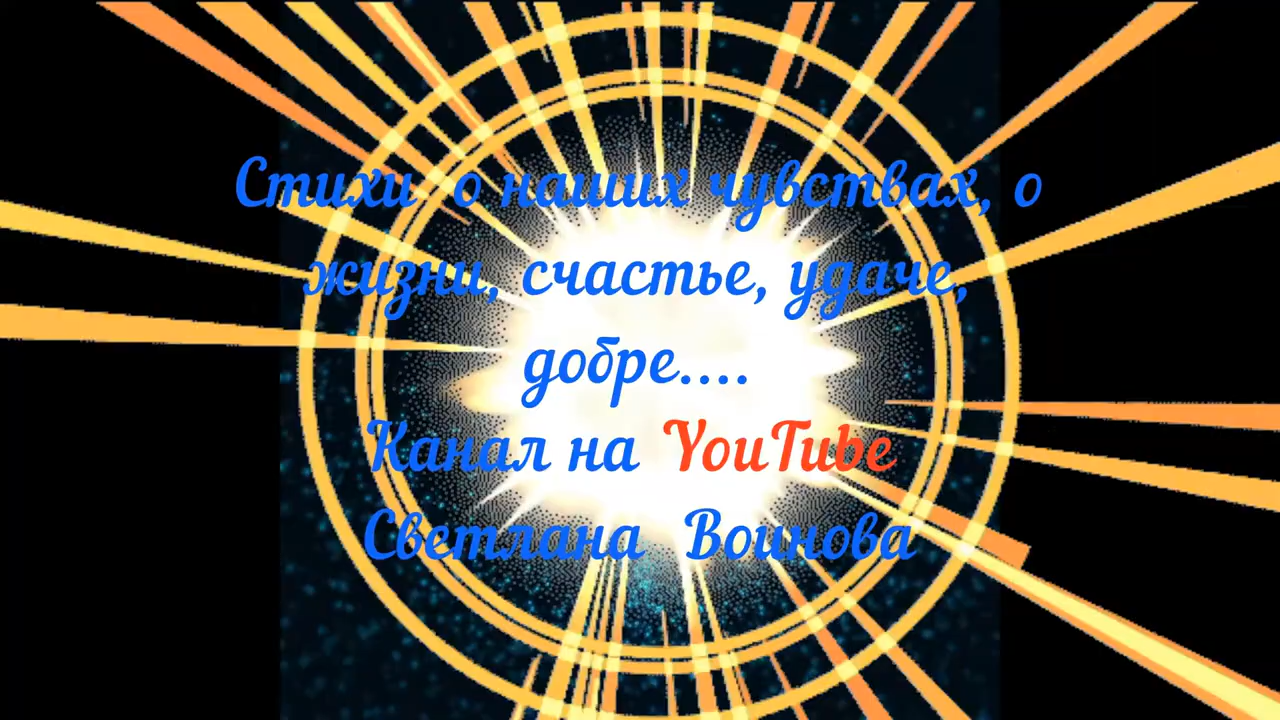 Стихи о наших чувствах, о
жизни, счастье, удаче,
добре....
Канал на YouTube
Светлана Воинова